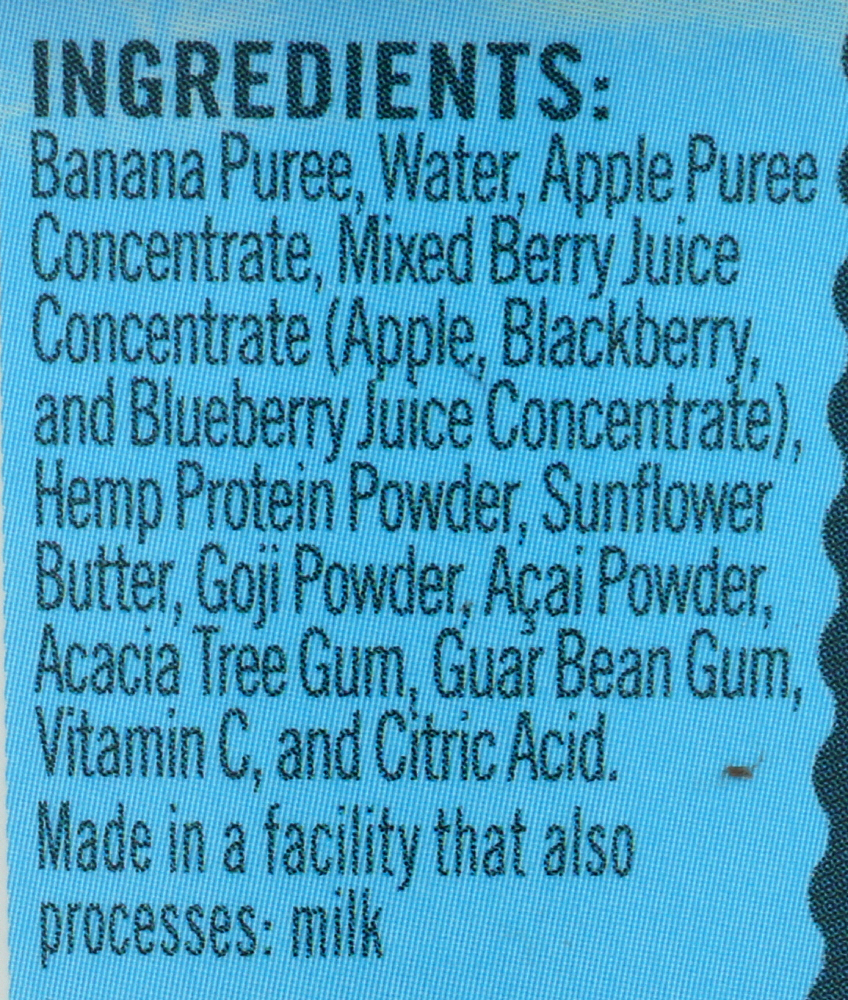 INGREDIENTS:
Banana Puree, Water, Apple Puree
Concentrate, Mixed Berry Juice
Concentrate (Apple, Blackberry,
and Blueberry Juice Concentrate),
Hemp Protein Powder, Sunflower
Butter, Goji Powder, Açai Powder,
Acacia Tree Gum, Guar Bean Gum,
Vitamin C, and Citric Acid.
Made in a facility that also
processes: milk